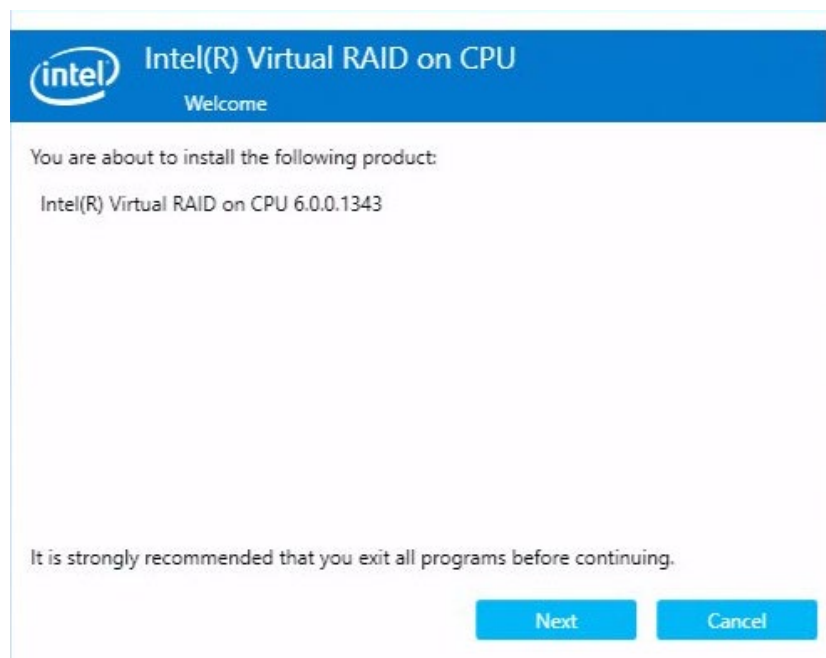 intel
Intel(R) Virtual RAID on CPU
Welcome
You are about to install the following product:
Intel(R) Virtual RAID on CPU 6.0.0.1343
It is strongly recommended that you exit all programs before continuing.
Next Cancel